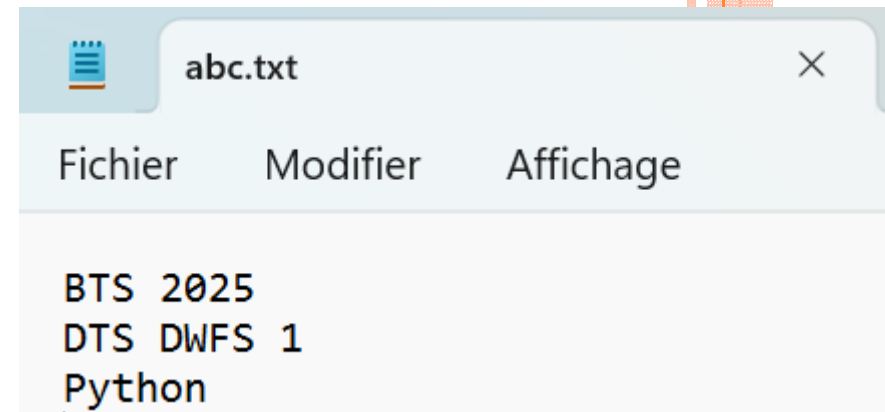 abc.txt
Fichier Modifier Affichage
BTS 2025
DTS DWFS 1
Python